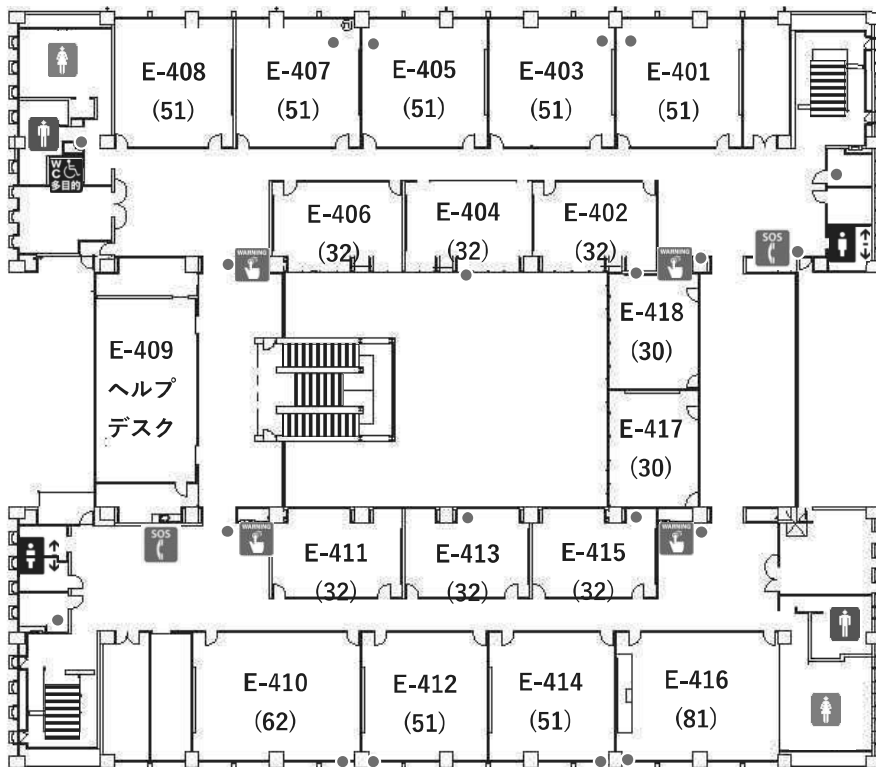 E-408
(51)
E-407
(51)
E-405
(51)
E-403
(51)
E-401
(51)
WC
多目的
E-406
(32)
E-404
(32)
E-402
(32)
WARNING
WARNING
SOS
E-409
ヘルプ
デスク
E-418
(30)
E-417
(30)
SOS
WARNING
WARNING
E-411
(32)
E-413
(32)
E-415
(32)
E-410
(62)
E-412
(51)
E-414
(51)
E-416
(81)